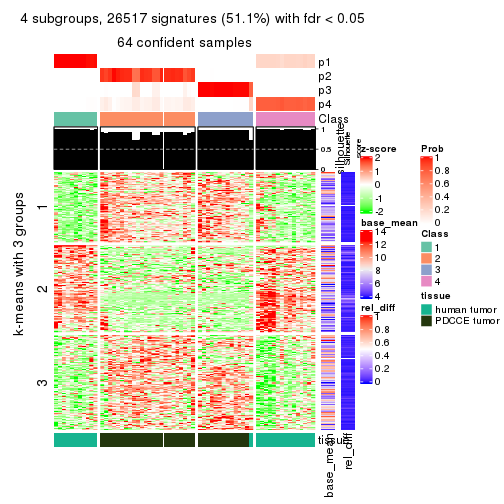 4 subgroups, 26517 signatures (51.1%) with fdr < 0.05
64 confident samples
p1
p2
p3
p4
Class
silhouette
1
0.5
0
k-means with 3 groups
1
2
3
tissue
base_mean
rel_diff
z-score
2
1
0
-1
-2
base_mean
14
12
10
8
6
4
rel_diff
1
0.8
0.6
0.4
0.2
0
Prob
1
0.8
0.6
0.4
0.2
0
Class
1
2
3
4
tissue
human tumor
PDCCE tumor